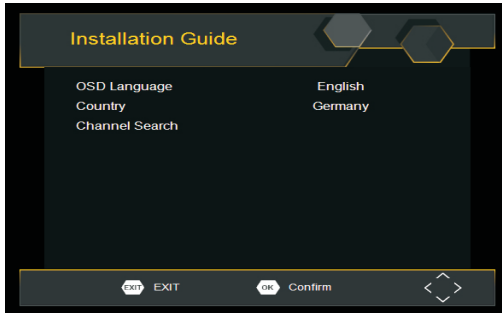 Installation Guide
OSD Language English
Country Germany
Channel Search
EXIT EXIT OK Confirm